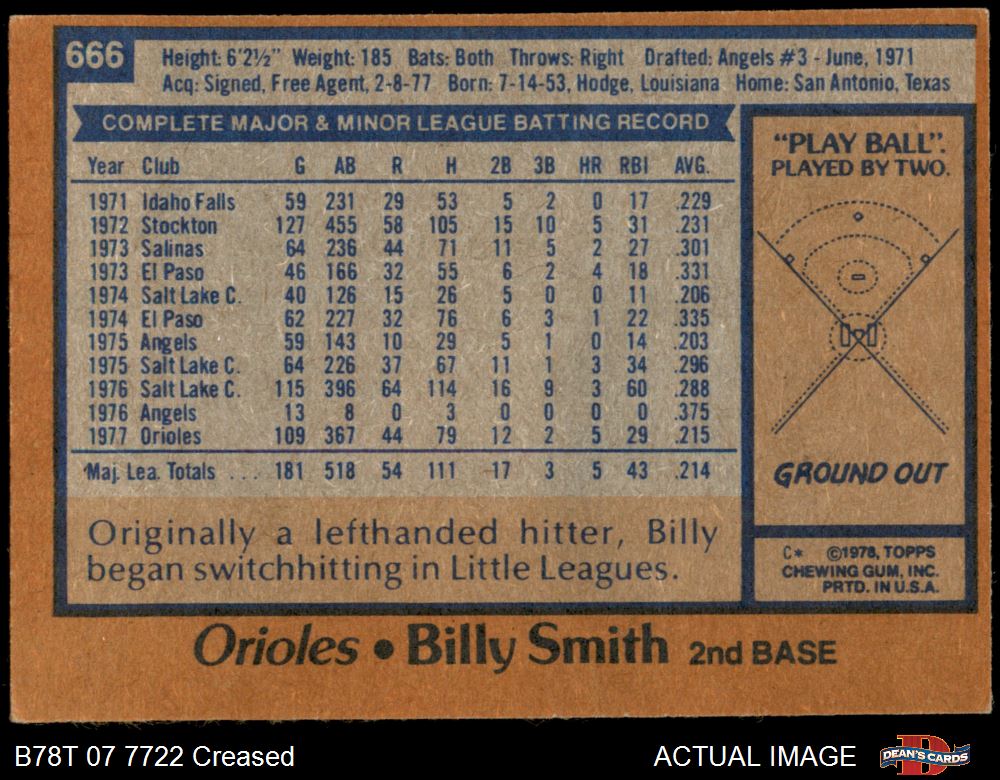 666
Height: 6'2½" Weight: 185 Bats: Both Throws: Right Drafted: Angels #3 - June, 1971
Acq: Signed, Free Agent, 2-8-77 Born: 7-14-53, Hodge, Louisiana Home: San Antonio, Texas
COMPLETE MAJOR & MINOR LEAGUE BATTING RECORD
Year Club G AB R H 2B 3B HR RBI AVG.
1971 Idaho Falls 59 231 29 53 5 2 0 17 .229
1972 Stockton 127 455 58 105 15 10 5 31 .231
1973 Salinas 64 236 44 71 11 5 2 27 .301
1973 El Paso 46 166 32 55 6 2 4 18 .331
1974 Salt Lake C. 40 126 15 26 5 0 0 11 .206
1974 El Paso 62 227 32 76 6 3 1 22 .335
1975 Angels 59 143 10 29 5 1 0 14 .203
1975 Salt Lake C. 64 226 37 67 11 1 3 34 .296
1976 Salt Lake C. 115 396 64 114 16 9 3 60 .288
1976 Angels 13 8 0 3 0 0 0 0 .375
1977 Orioles 109 367 44 79 12 2 5 29 .215
Maj. Lea. Totals ... 181 518 54 111 17 3 5 43 .214
Originally a lefthanded hitter, Billy
began switchhitting in Little Leagues.
"PLAY BALL".
PLAYED BY TWO.
GROUND OUT
C* ©1978, TOPPS
CHEWING GUM, INC.
PRTD. IN U.S.A.
Orioles • Billy Smith 2nd BASE
B78T 07 7722 Creased
ACTUAL IMAGE
D
DEAN'S CARDS